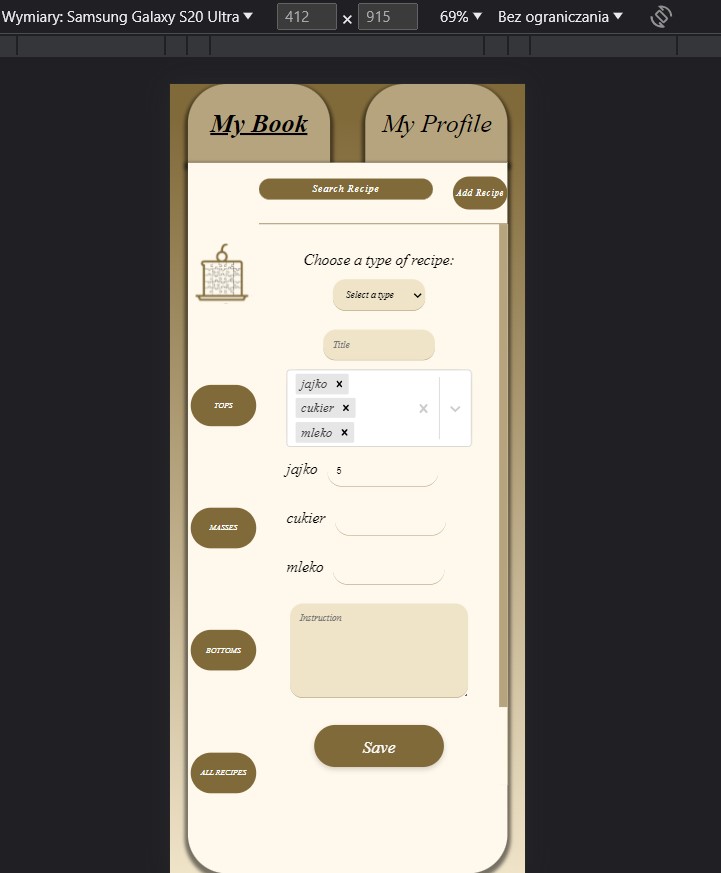 Wymiary: Samsung Galaxy S20 Ultra 412 × 915 69% Bez ograniczania
My Book My Profile
Search Recipe Add Recipe
Choose a type of recipe:
Select a type
Title
TOPS
jajko
cukier
mleko
jajko 5
cukier
MASSES
mleko
Instruction
BOTTOMS
Save
ALL RECIPES